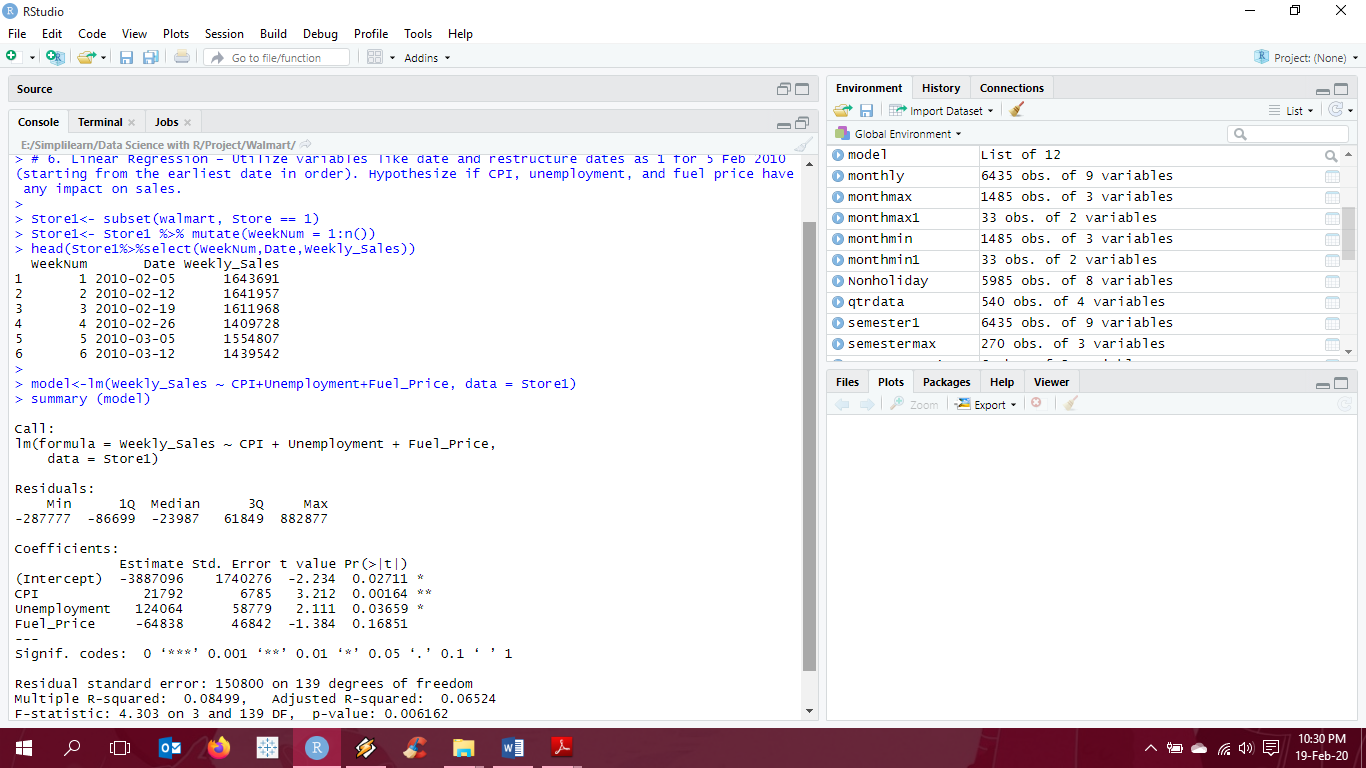 RStudio
File Edit Code View Plots Session Build Debug Profile Tools Help
Go to file/function Addins Project: (None)
Source
Console Terminal Jobs
E:/Simplilearn/Data Science with R/Project/Walmart/
> # 6. Linear Regression – Utilize variables like date and restructure dates as 1 for 5 Feb 2010
(starting from the earliest date in order). Hypothesize if CPI, unemployment, and fuel price have
any impact on sales.
>
> Store1<- subset(walmart, Store == 1)
> Store1<- Store1 %>% mutate(WeekNum = 1:n())
> head(Store1%>%select(WeekNum,Date,Weekly_Sales))
WeekNum Date Weekly_Sales
1 1 2010-02-05 1643691
2 2 2010-02-12 1641957
3 3 2010-02-19 1611968
4 4 2010-02-26 1409728
5 5 2010-03-05 1554807
6 6 2010-03-12 1439542
>
> model<-lm(Weekly_Sales ~ CPI+Unemployment+Fuel_Price, data = Store1)
> summary (model)
Call:
lm(formula = Weekly_Sales ~ CPI + Unemployment + Fuel_Price,
data = Store1)
Residuals:
Min 1Q Median 3Q Max
-287777 -86699 -23987 61849 882877
Coefficients:
Estimate Std. Error t value Pr(>|t|)
(Intercept) -3887096 1740276 -2.234 0.02711 *
CPI 21792 6785 3.212 0.00164 **
Unemployment 124064 58779 2.111 0.03659 *
Fuel_Price -64838 46842 -1.384 0.16851
---
Signif. codes: 0 ‘***’ 0.001 ‘**’ 0.01 ‘*’ 0.05 ‘.’ 0.1 ‘ ’ 1
Residual standard error: 150800 on 139 degrees of freedom
Multiple R-squared: 0.08499, Adjusted R-squared: 0.06524
F-statistic: 4.303 on 3 and 139 DF, p-value: 0.006162
Environment History Connections
Import Dataset List
Global Environment
model List of 12
monthly 6435 obs. of 9 variables
monthmax 1485 obs. of 3 variables
monthmax1 33 obs. of 2 variables
monthmin 1485 obs. of 3 variables
monthmin1 33 obs. of 2 variables
Nonholiday 5985 obs. of 8 variables
qtrdata 540 obs. of 4 variables
semester1 6435 obs. of 9 variables
semestermax 270 obs. of 3 variables
Files Plots Packages Help Viewer
Zoom Export
10:30 PM
19-Feb-20